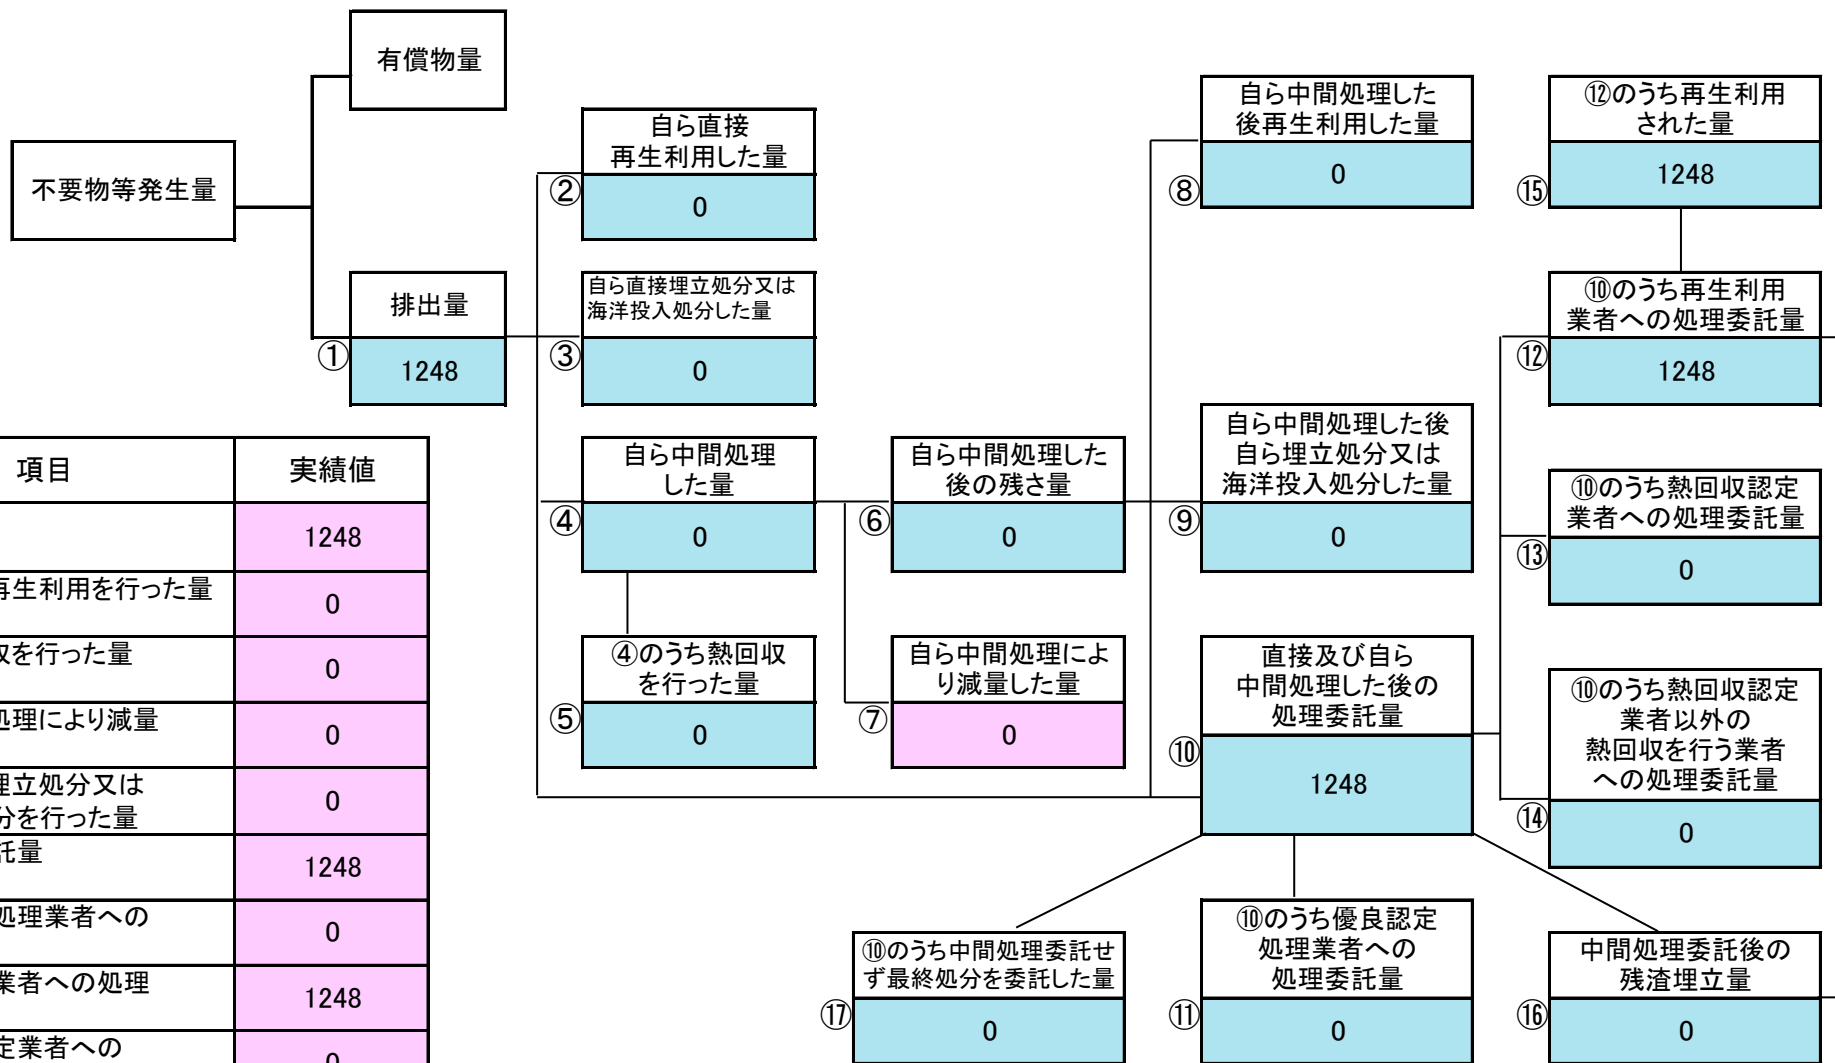 有償物量
不要物等発生量
排出量
①
1248
自ら直接
再生利用した量
②
0
自ら直接埋立処分又は
海洋投入処分した量
③
0
自ら中間処理
した量
④
0
④のうち熱回収
を行った量
⑤
0
自ら中間処理した
後の残さ量
⑥
0
自ら中間処理によ
り減量した量
⑦
0
自ら中間処理した
後再生利用した量
⑧
0
自ら中間処理した後
自ら埋立処分又は
海洋投入処分した量
⑨
0
直接及び自ら
中間処理した後の
処理委託量
⑩
1248
⑫のうち再生利用
された量
⑮
1248
⑩のうち再生利用
業者への処理委託量
⑫
1248
⑩のうち熱回収認定
業者への処理委託量
⑬
0
⑩のうち熱回収認定
業者以外の
熱回収を行う業者
への処理委託量
⑭
0
⑩のうち中間処理委託せ
ず最終処分を委託した量
⑰
0
⑩のうち優良認定
処理業者への
処理委託量
⑪
0
中間処理委託後の
残渣埋立量
⑯
0
項目 実績値
1248
再生利用を行った量 0
収を行った量 0
処理により減量 0
埋立処分又は
分を行った量 0
託量 1248
処理業者への 0
業者への処理 1248
定業者への 0